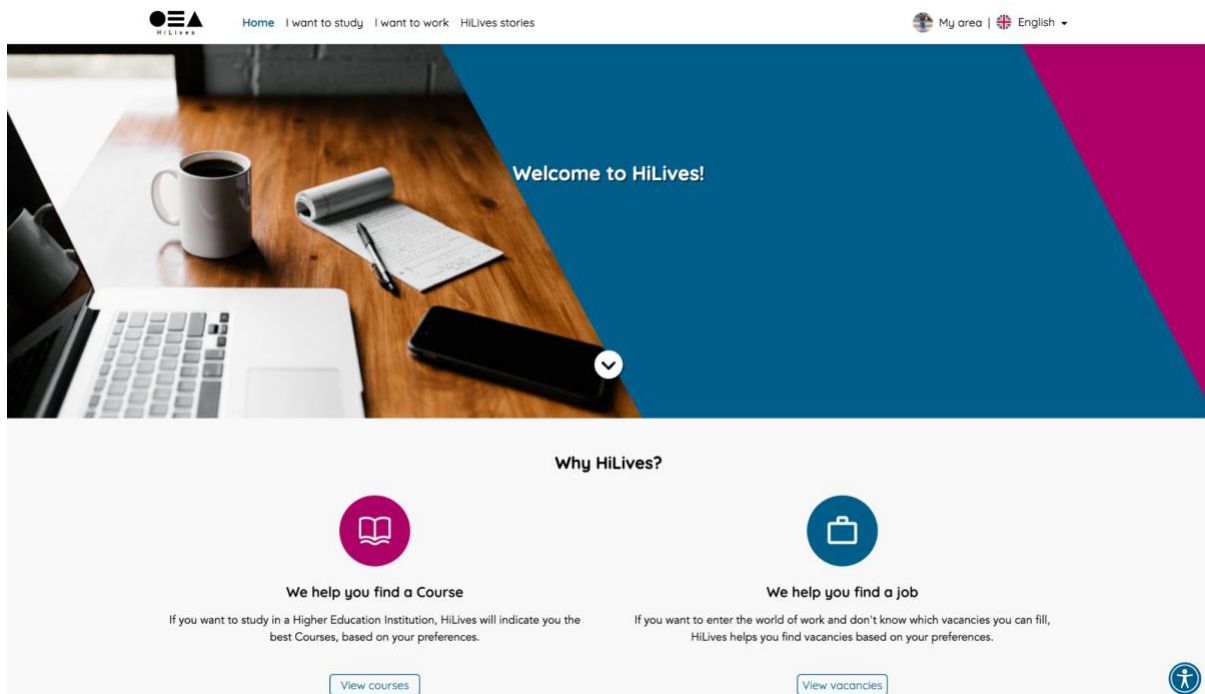 HiLives
Home I want to study I want to work HiLives stories
My area | English
Welcome to HiLives!
Why HiLives?
We help you find a Course
If you want to study in a Higher Education Institution, HiLives will indicate you the
best Courses, based on your preferences.
View courses
We help you find a job
If you want to enter the world of work and don't know which vacancies you can fill,
HiLives helps you find vacancies based on your preferences.
View vacancies